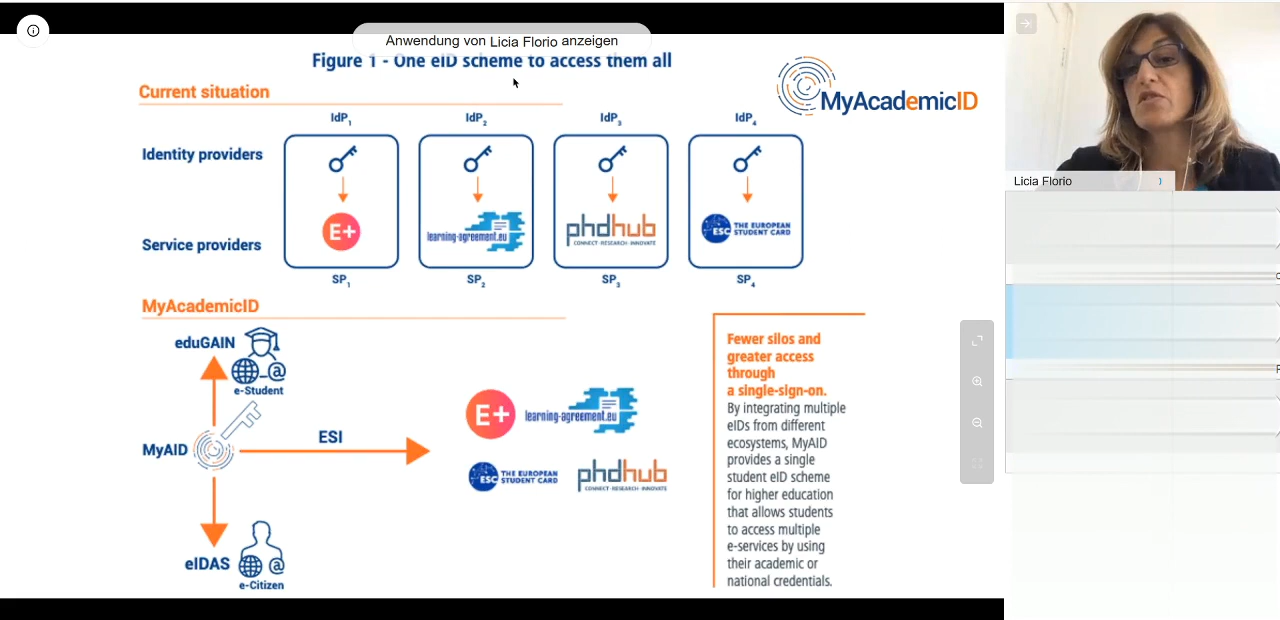 Anwendung von Licia Florio anzeigen
Figure 1 - One eID scheme to access them all
MyAcademicID
Current situation
IdP1 IdP2 IdP3 IdP4
Identity providers
E+
learning-agreement.eu
phdhub
CONNECT · RESEARCH · INNOVATE
ESC THE EUROPEAN
STUDENT CARD
Service providers
SP1 SP2 SP3 SP4
MyAcademicID
eduGAIN
@
e-Student
MyAID
ESI
eIDAS
@
e-Citizen
E+
learning-agreement.eu
ESC THE EUROPEAN
STUDENT CARD
phdhub
CONNECT · RESEARCH · INNOVATE
Fewer silos and
greater access
through
a single-sign-on.
By integrating multiple
eIDs from different
ecosystems, MyAID
provides a single
student eID scheme
for higher education
that allows students
to access multiple
e-services by using
their academic or
national credentials.
Licia Florio